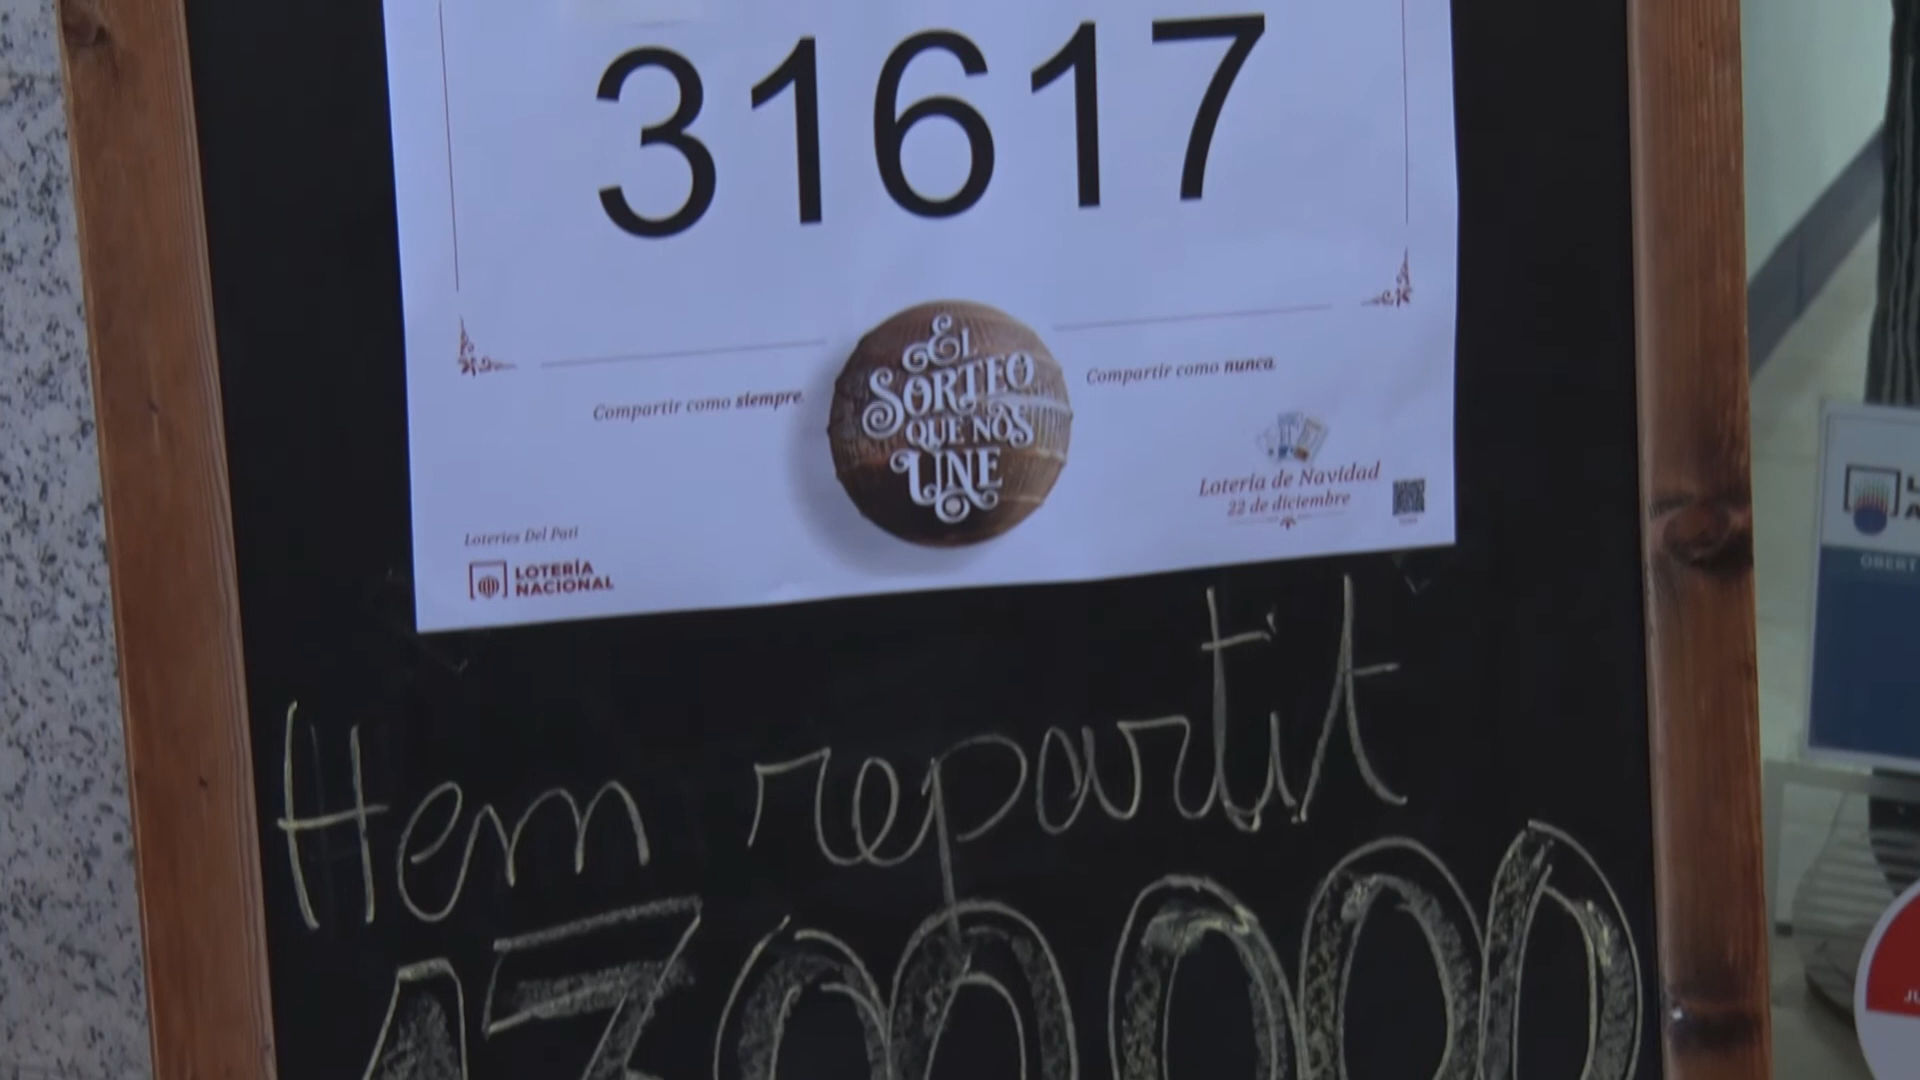 31617
EL
SORTEO
QUE NOS
UNE
Compartir como siempre.
Compartir como nunca.
Lotería de Navidad
22 de diciembre
Loteries Del Pati
LOTERÍA
NACIONAL
Hem repartit
OBERT